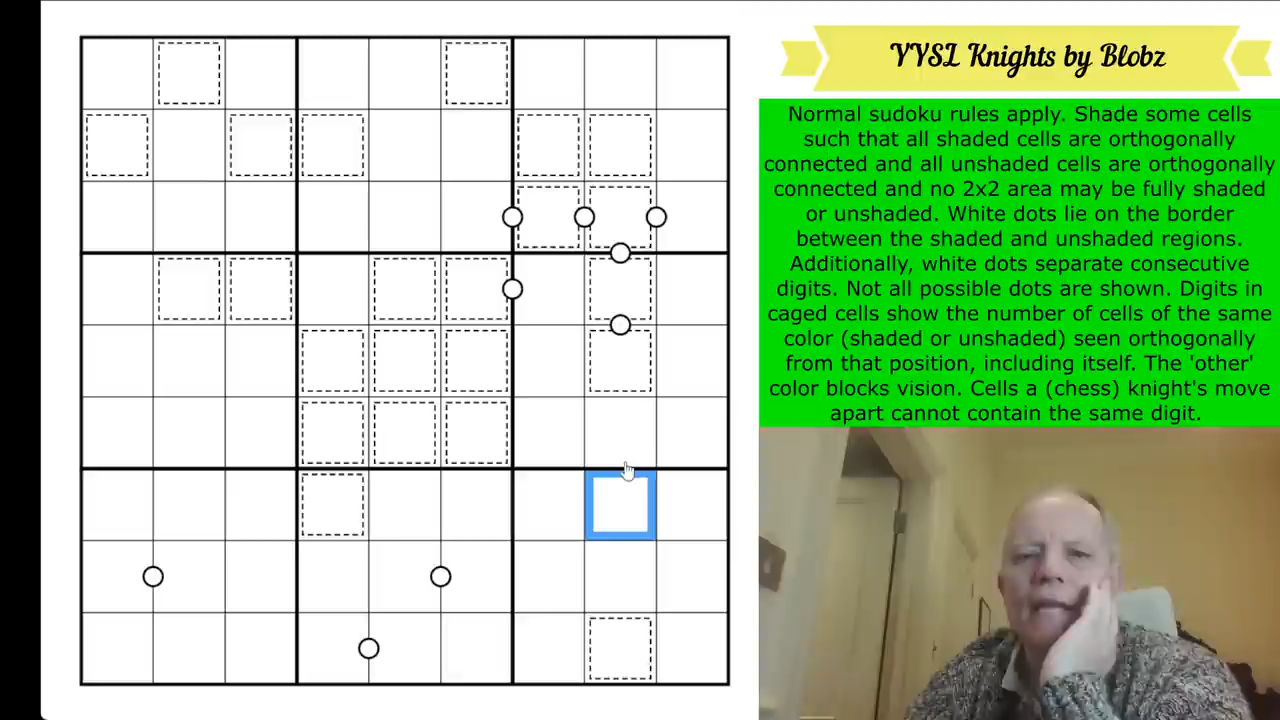 YYSL Knights by Blobz
Normal sudoku rules apply. Shade some cells
such that all shaded cells are orthogonally
connected and all unshaded cells are orthogonally
connected and no 2x2 area may be fully shaded
or unshaded. White dots lie on the border
between the shaded and unshaded regions.
Additionally, white dots separate consecutive
digits. Not all possible dots are shown. Digits in
caged cells show the number of cells of the same
color (shaded or unshaded) seen orthogonally
from that position, including itself. The 'other'
color blocks vision. Cells a (chess) knight's move
apart cannot contain the same digit.